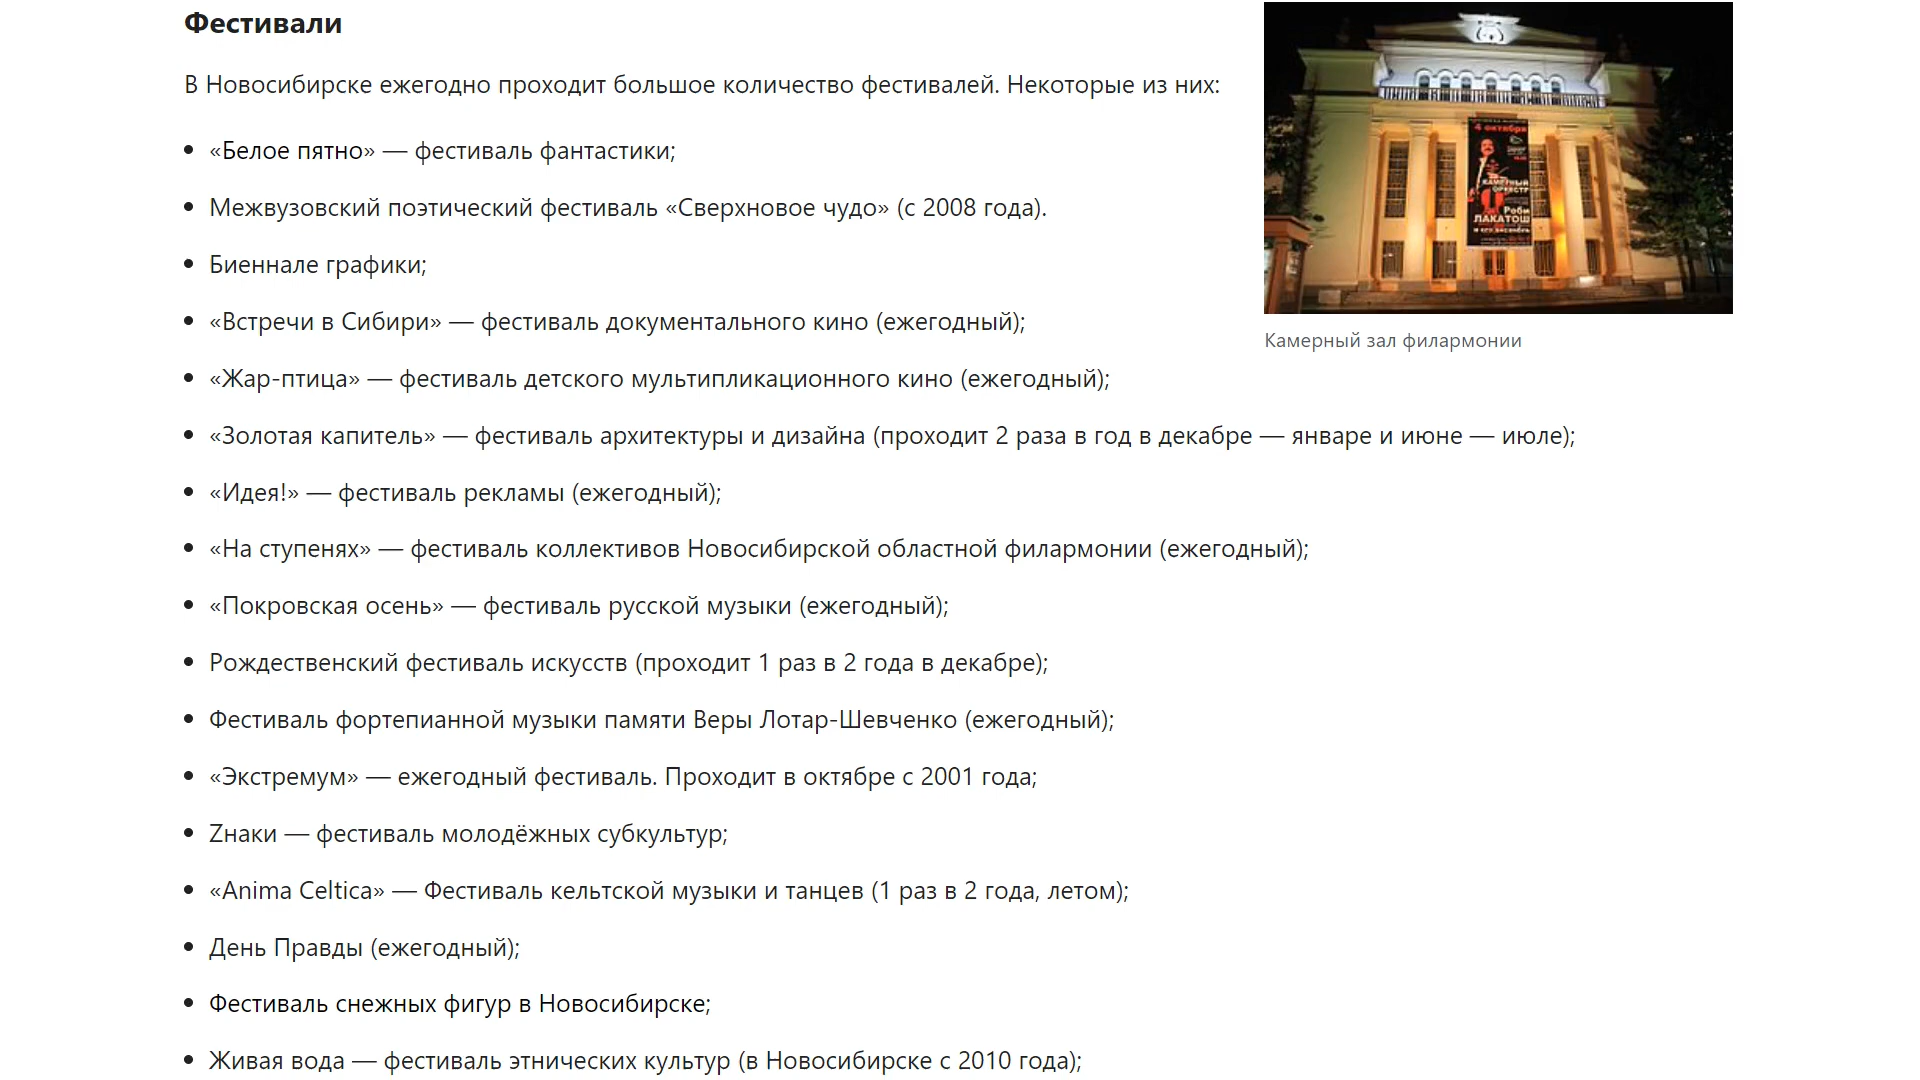 Фестивали
В Новосибирске ежегодно проходит большое количество фестивалей. Некоторые из них:
«Белое пятно» — фестиваль фантастики;
Межвузовский поэтический фестиваль «Сверхновое чудо» (с 2008 года).
Биеннале графики;
«Встречи в Сибири» — фестиваль документального кино (ежегодный);
«Жар-птица» — фестиваль детского мультипликационного кино (ежегодный);
«Золотая капитель» — фестиваль архитектуры и дизайна (проходит 2 раза в год в декабре — январе и июне — июле);
«Идея!» — фестиваль рекламы (ежегодный);
«На ступенях» — фестиваль коллективов Новосибирской областной филармонии (ежегодный);
«Покровская осень» — фестиваль русской музыки (ежегодный);
Рождественский фестиваль искусств (проходит 1 раз в 2 года в декабре);
Фестиваль фортепианной музыки памяти Веры Лотар-Шевченко (ежегодный);
«Экстремум» — ежегодный фестиваль. Проходит в октябре с 2001 года;
Zнаки — фестиваль молодёжных субкультур;
«Anima Celtica» — Фестиваль кельтской музыки и танцев (1 раз в 2 года, летом);
День Правды (ежегодный);
Фестиваль снежных фигур в Новосибирске;
Живая вода — фестиваль этнических культур (в Новосибирске с 2010 года);
4 октября
КАМЕРНЫЙ
ОРКЕСТР
Роби
ЛАКАТОШ
и его ансамбль
Камерный зал филармонии